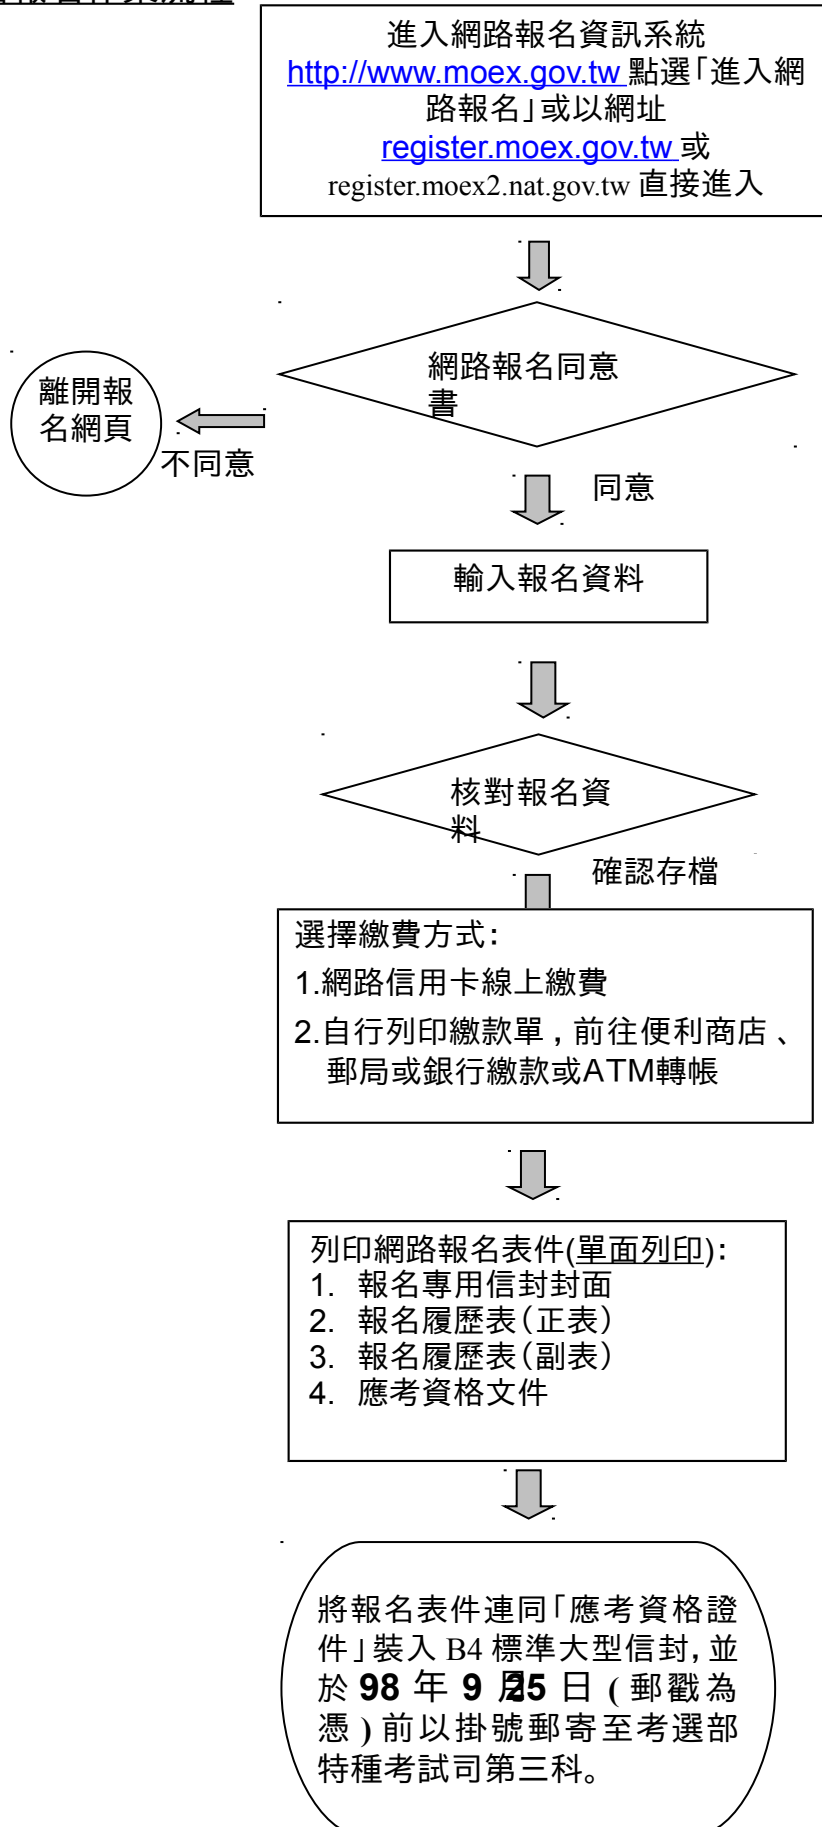 進入網路報名資訊系統
http://www.moex.gov.tw 點選「進入網
路報名」或以網址
register.moex.gov.tw 或
register.moex2.nat.gov.tw 直接進入
網路報名同意
書
離開報
名網頁
不同意
同意
輸入報名資料
核對報名資
料
確認存檔
選擇繳費方式：
1.網路信用卡線上繳費
2.自行列印繳款單，前往便利商店、
郵局或銀行繳款或ATM轉帳
列印網路報名表件(單面列印)：
1. 報名專用信封封面
2. 報名履歷表（正表）
3. 報名履歷表（副表）
4. 應考資格文件
將報名表件連同「應考資格證
件」裝入 B4 標準大型信封，並
於 98 年 9 月25 日 ( 郵戳為
憑 ) 前以掛號郵寄至考選部
特種考試司第三科。